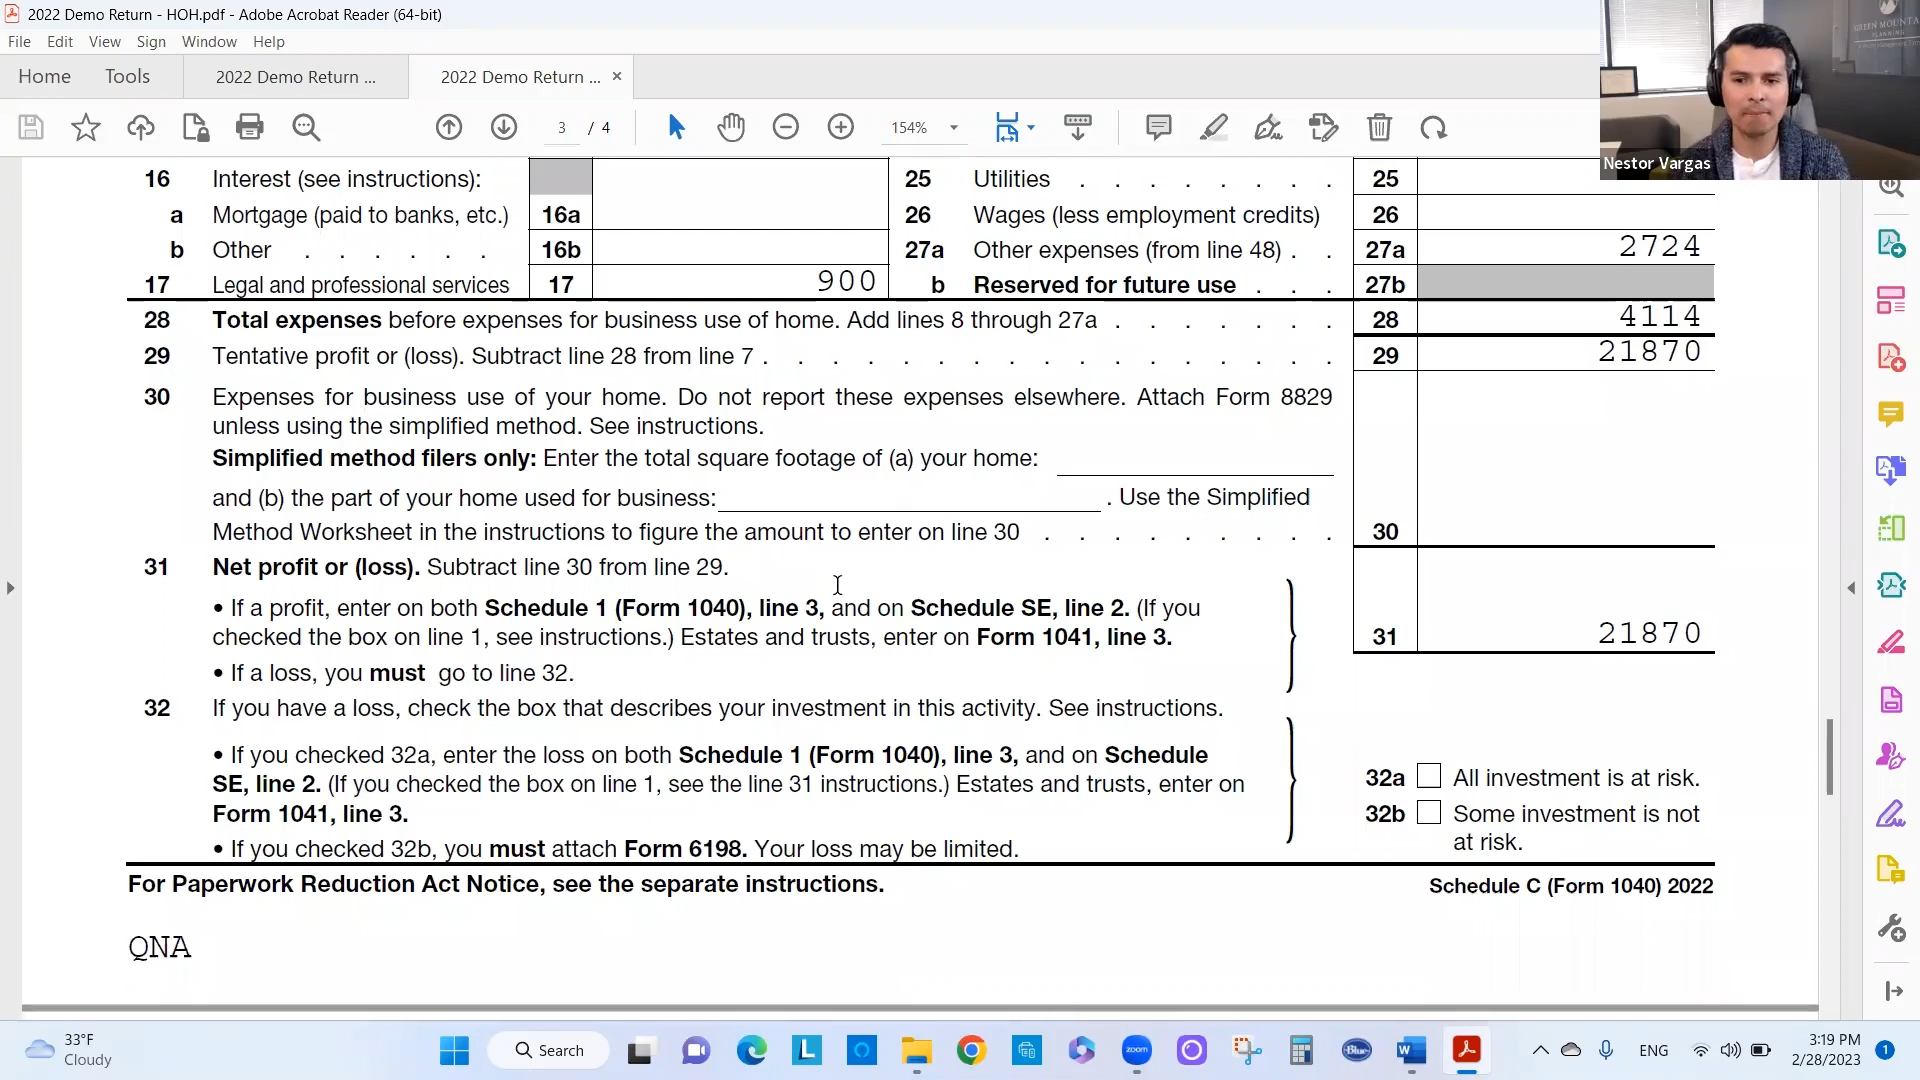 2022 Demo Return - HOH.pdf - Adobe Acrobat Reader (64-bit)
File Edit View Sign Window Help
Home Tools 2022 Demo Return ... 2022 Demo Return ... ×
3 / 4 154%
GREEN MOUNTA
PLANNING
Nestor Vargas
16 Interest (see instructions): 25 Utilities . . . . . . . . 25
a Mortgage (paid to banks, etc.) 16a 26 Wages (less employment credits) 26
b Other . . . . . . 16b 27a Other expenses (from line 48) . . 27a 2724
17 Legal and professional services 17 900 b Reserved for future use . . . 27b
28 Total expenses before expenses for business use of home. Add lines 8 through 27a . . . . . . . 28 4114
29 Tentative profit or (loss). Subtract line 28 from line 7 . . . . . . . . . . . . . . . . . 29 21870
30 Expenses for business use of your home. Do not report these expenses elsewhere. Attach Form 8829
unless using the simplified method. See instructions.
Simplified method filers only: Enter the total square footage of (a) your home:
and (b) the part of your home used for business: . Use the Simplified
Method Worksheet in the instructions to figure the amount to enter on line 30 . . . . . . . . . 30
31 Net profit or (loss). Subtract line 30 from line 29.
• If a profit, enter on both Schedule 1 (Form 1040), line 3, and on Schedule SE, line 2. (If you
checked the box on line 1, see instructions.) Estates and trusts, enter on Form 1041, line 3. 31 21870
• If a loss, you must go to line 32.
32 If you have a loss, check the box that describes your investment in this activity. See instructions.
• If you checked 32a, enter the loss on both Schedule 1 (Form 1040), line 3, and on Schedule
SE, line 2. (If you checked the box on line 1, see the line 31 instructions.) Estates and trusts, enter on
Form 1041, line 3.
32a All investment is at risk.
32b Some investment is not
at risk.
• If you checked 32b, you must attach Form 6198. Your loss may be limited.
For Paperwork Reduction Act Notice, see the separate instructions. Schedule C (Form 1040) 2022
QNA
33°F
Cloudy
Search
L
zoom
Blue
W
ENG
3:19 PM
2/28/2023
1